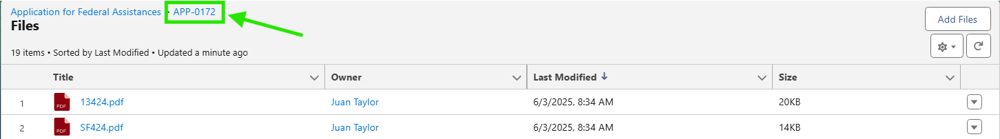 Application for Federal Assistances > APP-0172
Files
Add Files
19 items • Sorted by Last Modified • Updated a minute ago
Title Owner Last Modified Size
1 PDF 13424.pdf Juan Taylor 6/3/2025, 8:34 AM 20KB
2 PDF SF424.pdf Juan Taylor 6/3/2025, 8:34 AM 14KB